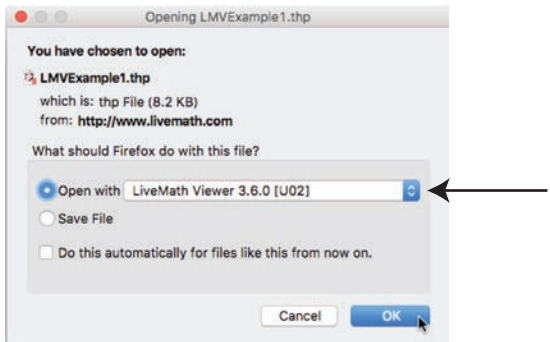 Opening LMVExample1.thp
You have chosen to open:
LMVExample1.thp
which is: thp File (8.2 KB)
from: http://www.livemath.com
What should Firefox do with this file?
Open with LiveMath Viewer 3.6.0 [U02]
Save File
Do this automatically for files like this from now on.
Cancel OK